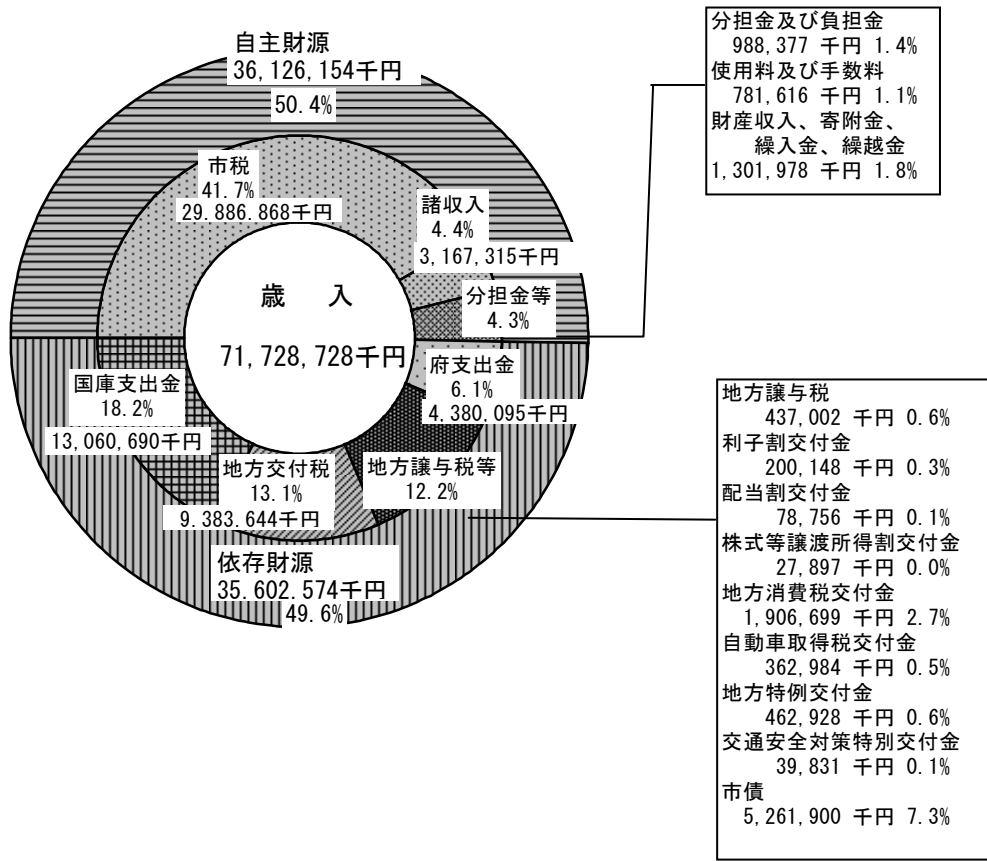 自主財源
36,126,154千円
50.4%
市税
41.7%
29.886.868千円
諸収入
4.4%
3,167,315千円
分担金等
4.3%
歳 入
71,728,728千円
府支出金
6.1%
4,380,095千円
国庫支出金
18.2%
13,060,690千円
地方交付税
13.1%
9.383.644千円
地方譲与税等
12.2%
依存財源
35.602.574千円
49.6%
分担金及び負担金
988,377 千円 1.4%
使用料及び手数料
781,616 千円 1.1%
財産収入、寄附金、
繰入金、繰越金
1,301,978 千円 1.8%
地方譲与税
437,002 千円 0.6%
利子割交付金
200,148 千円 0.3%
配当割交付金
78,756 千円 0.1%
株式等譲渡所得割交付金
27,897 千円 0.0%
地方消費税交付金
1,906,699 千円 2.7%
自動車取得税交付金
362,984 千円 0.5%
地方特例交付金
462,928 千円 0.6%
交通安全対策特別交付金
39,831 千円 0.1%
市債
5,261,900 千円 7.3%